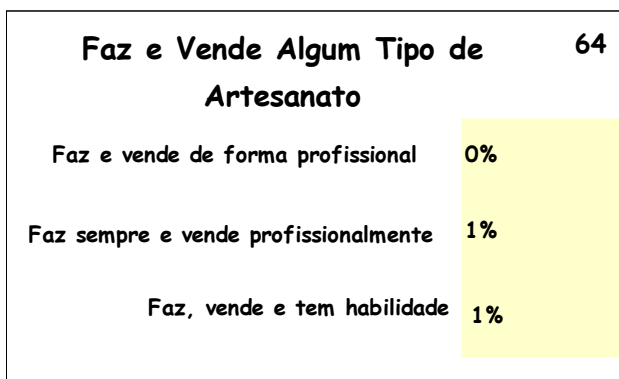 Faz e Vende Algum Tipo de 64
Artesanato
Faz e vende de forma profissional 0%
Faz sempre e vende profissionalmente 1%
Faz, vende e tem habilidade 1%